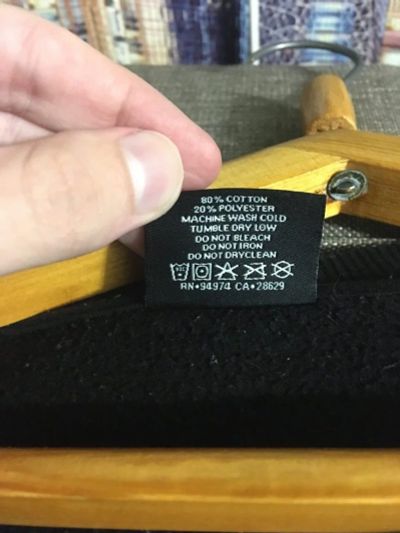 80% COTTON
20% POLYESTER
MACHINE WASH COLD
TUMBLE DRY LOW
DO NOT BLEACH
DO NOT IRON
DO NOT DRYCLEAN
RN•94974 CA•28629